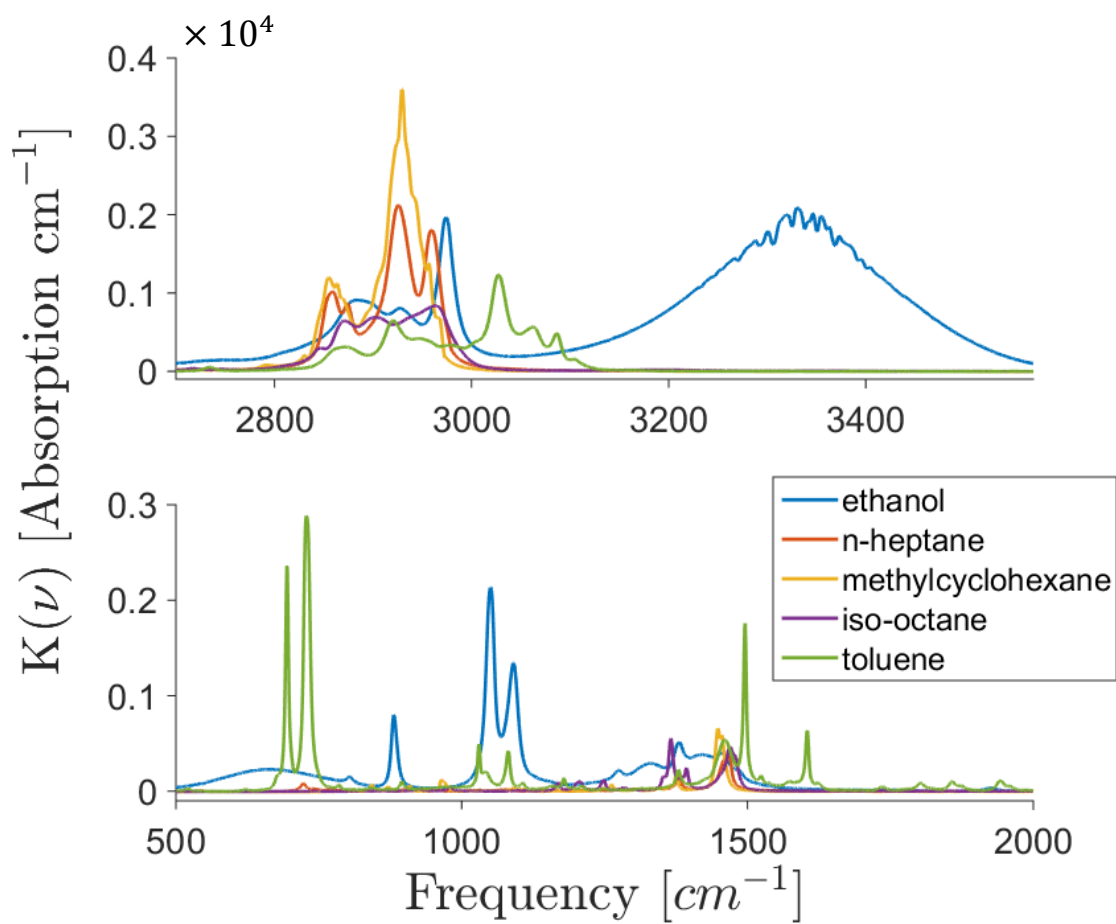 × 10⁴
0.4
0.3
0.2
0.1
0
2800 3000 3200 3400
K(ν) [Absorption cm⁻¹]
0.3
0.2
0.1
0
ethanol
n-heptane
methylcyclohexane
iso-octane
toluene
500 1000 1500 2000
Frequency [cm⁻¹]